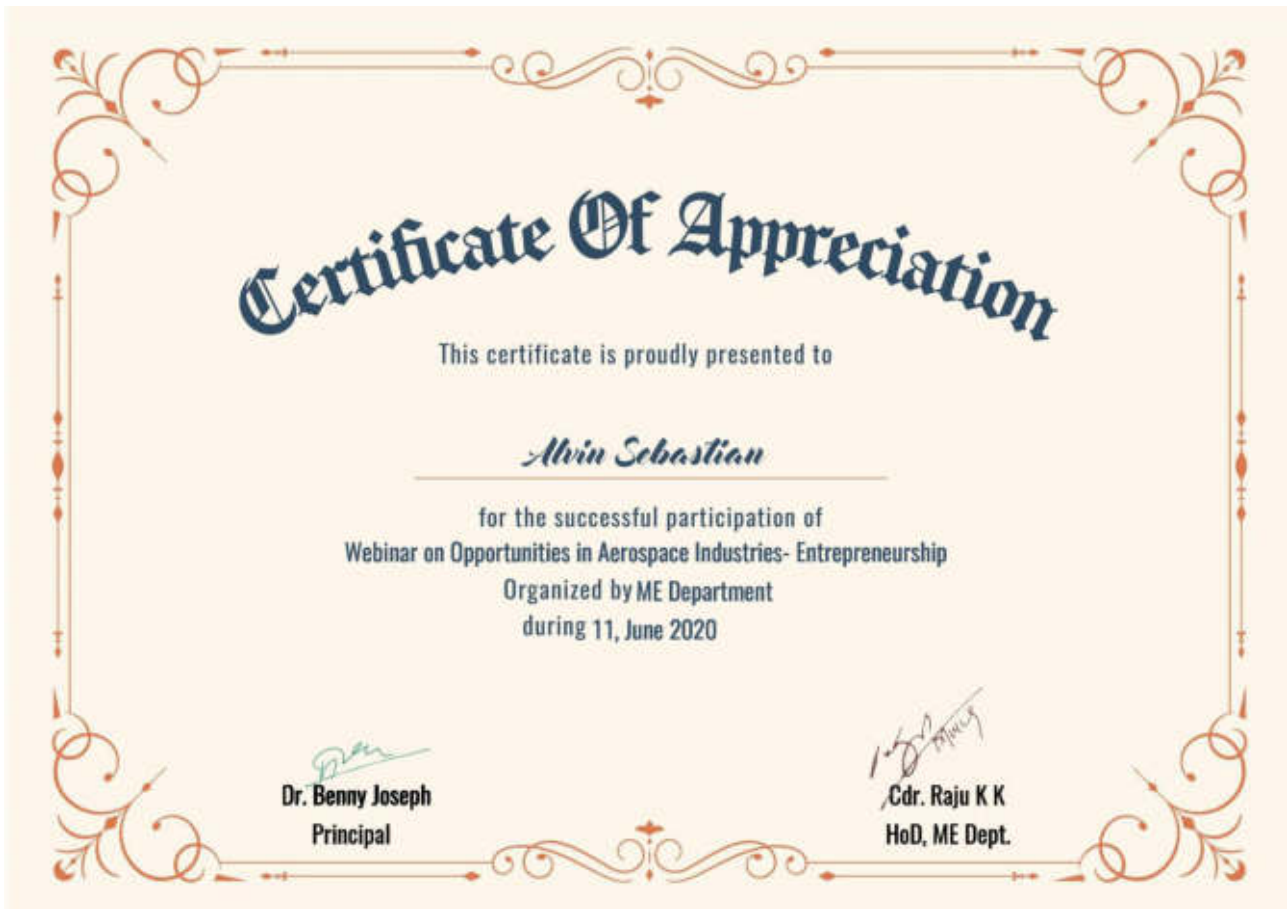 Certificate Of Appreciation
This certificate is proudly presented to
Alvin Sebastian
for the successful participation of
Webinar on Opportunities in Aerospace Industries- Entrepreneurship
Organized by ME Department
during 11, June 2020
Dr. Benny Joseph
Principal
Cdr. Raju K K
HoD, ME Dept.